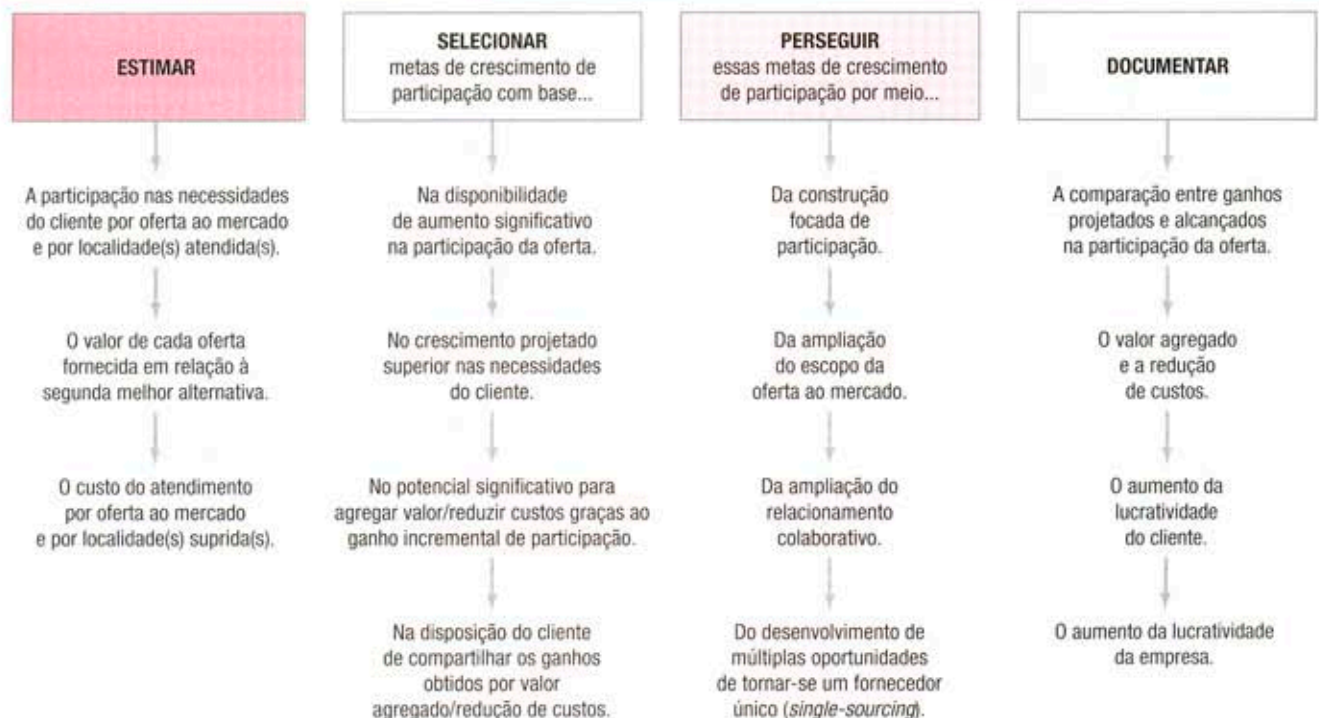 ESTIMAR
A participação nas necessidades
do cliente por oferta ao mercado
e por localidade(s) atendida(s).
O valor de cada oferta
fornecida em relação à
segunda melhor alternativa.
O custo do atendimento
por oferta ao mercado
e por localidade(s) suprida(s).
SELECIONAR
metas de crescimento de
participação com base...
Na disponibilidade
de aumento significativo
na participação da oferta.
No crescimento projetado
superior nas necessidades
do cliente.
No potencial significativo para
agregar valor/reduzir custos graças ao
ganho incremental de participação.
Na disposição do cliente
de compartilhar os ganhos
obtidos por valor
agregado/redução de custos.
PERSEGUIR
essas metas de crescimento
de participação por meio...
Da construção
focada de
participação.
Da ampliação
do escopo da
oferta ao mercado.
Da ampliação do
relacionamento
colaborativo.
Do desenvolvimento de
múltiplas oportunidades
de tornar-se um fornecedor
único (single-sourcing).
DOCUMENTAR
A comparação entre ganhos
projetados e alcançados
na participação da oferta.
O valor agregado
e a redução
de custos.
O aumento da
lucratividade
do cliente.
O aumento da lucratividade
da empresa.